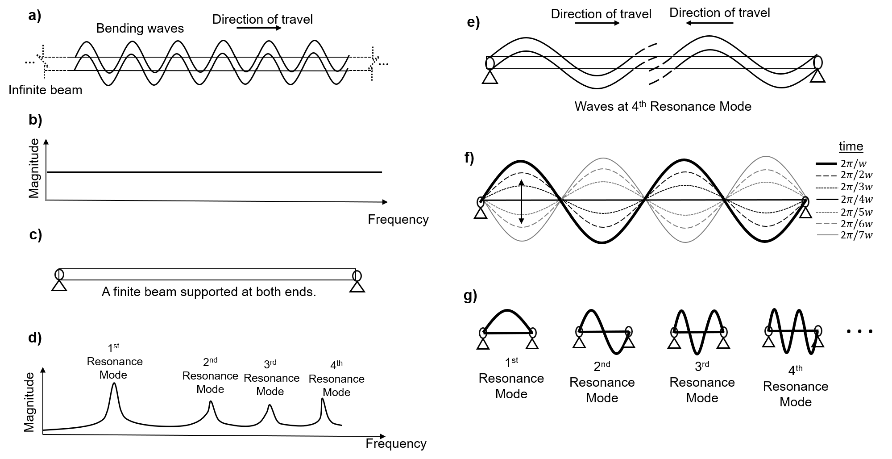 a)
Bending waves
Direction of travel
...
...
Infinite beam
b)
Magnitude
Frequency
c)
A finite beam supported at both ends.
d)
Magnitude
1st
Resonance
Mode
2nd
Resonance
Mode
3rd
Resonance
Mode
4th
Resonance
Mode
Frequency
e)
Direction of travel
Direction of travel
Waves at 4th Resonance Mode
f)
time
2π/w
2π/2w
2π/3w
2π/4w
2π/5w
2π/6w
2π/7w
g)
1st
Resonance
Mode
2nd
Resonance
Mode
3rd
Resonance
Mode
4th
Resonance
Mode
...